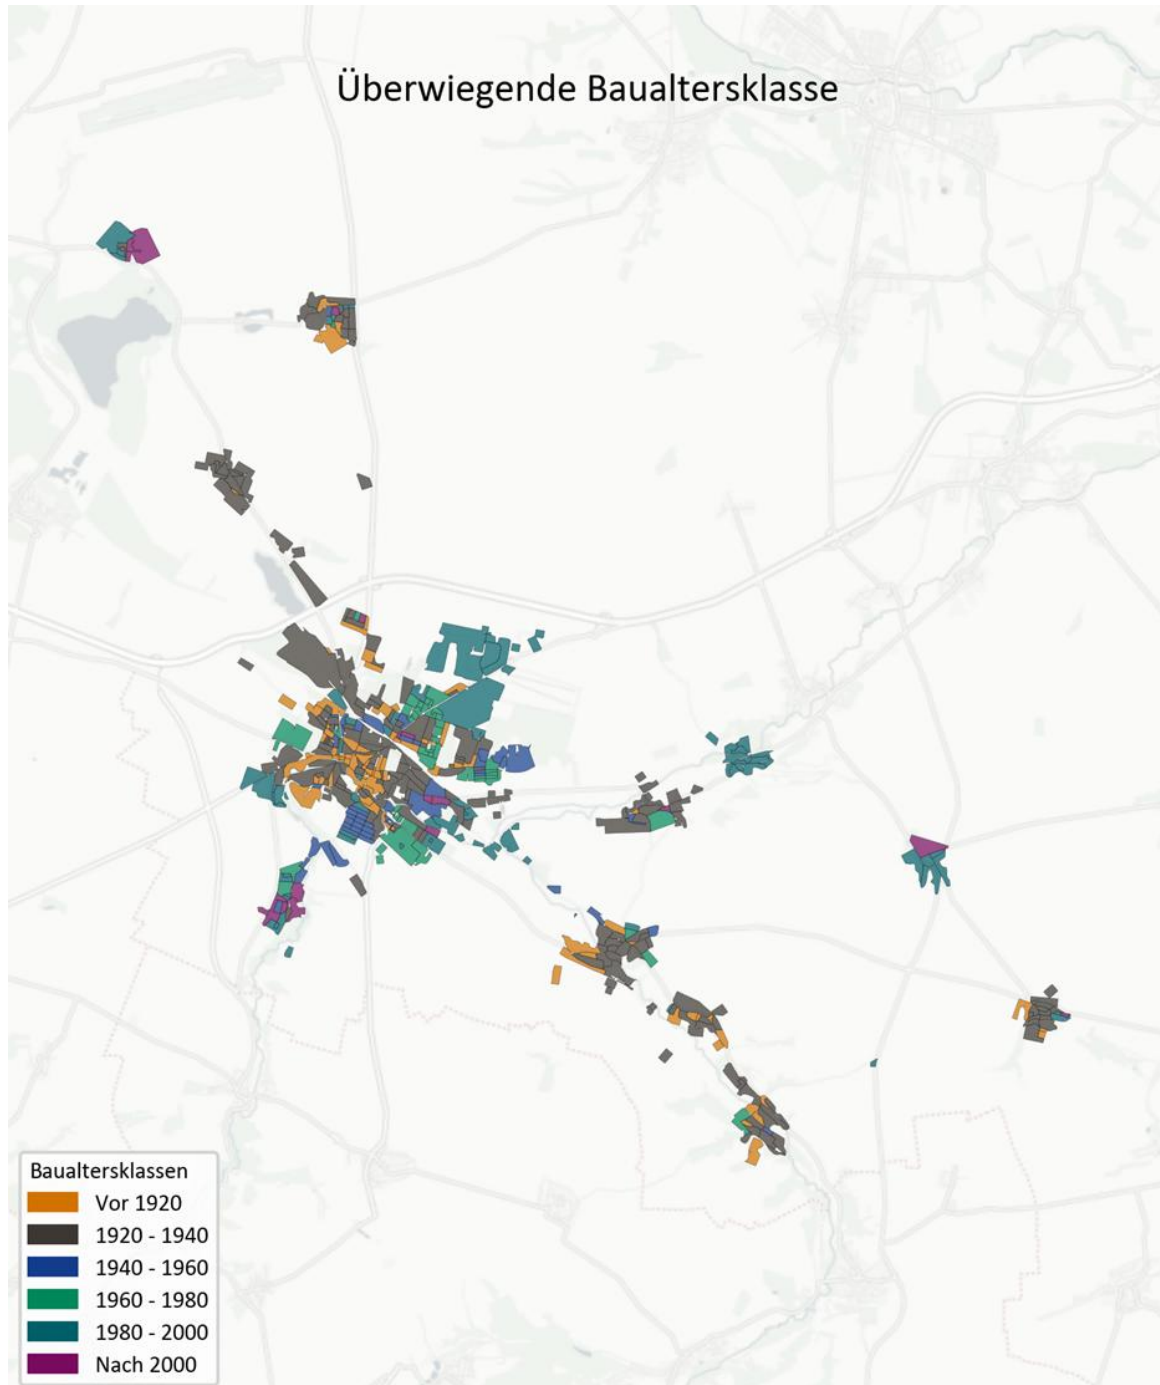 Überwiegende Baualtersklasse
Baualtersklassen
Vor 1920
1920 - 1940
1940 - 1960
1960 - 1980
1980 - 2000
Nach 2000